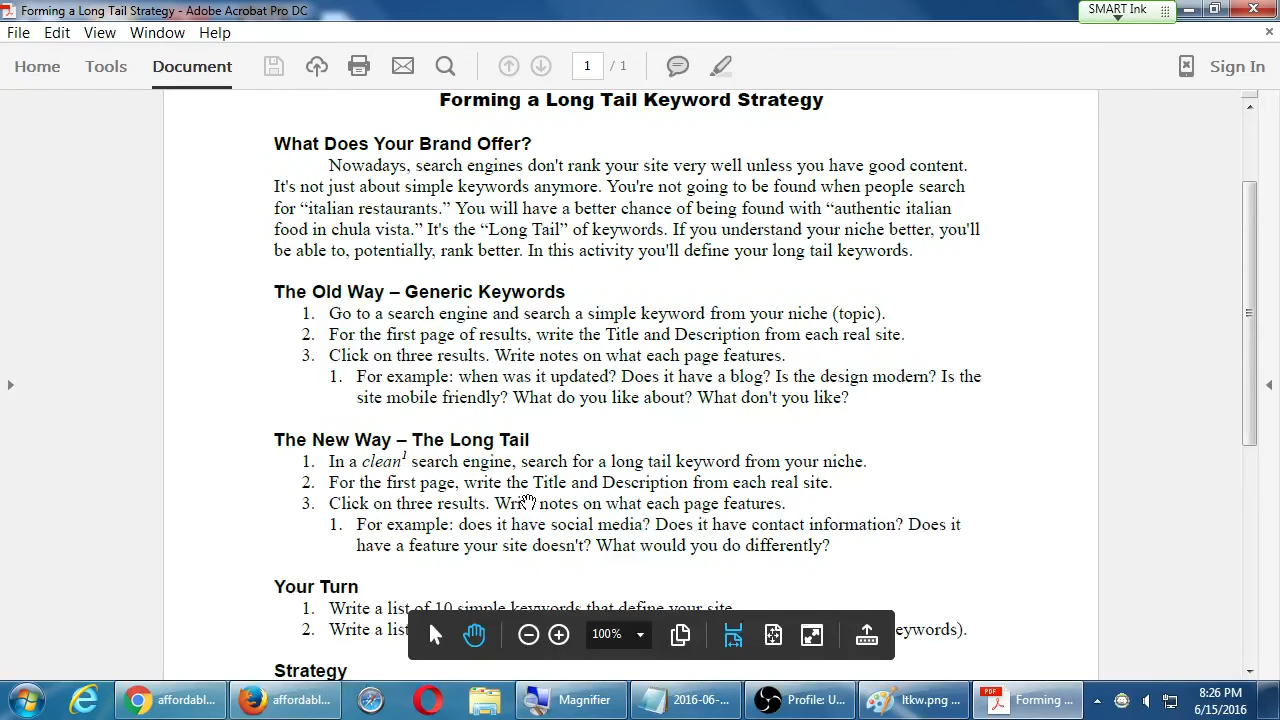 Forming a Long Tail Strategy - Adobe Acrobat Pro DC
SMART Ink
File Edit View Window Help
Home Tools Document 1 / 1 Sign In
Forming a Long Tail Keyword Strategy
What Does Your Brand Offer?
Nowadays, search engines don't rank your site very well unless you have good content.
It's not just about simple keywords anymore. You're not going to be found when people search
for “italian restaurants.” You will have a better chance of being found with “authentic italian
food in chula vista.” It's the “Long Tail” of keywords. If you understand your niche better, you'll
be able to, potentially, rank better. In this activity you'll define your long tail keywords.
The Old Way – Generic Keywords
1. Go to a search engine and search a simple keyword from your niche (topic).
2. For the first page of results, write the Title and Description from each real site.
3. Click on three results. Write notes on what each page features.
1. For example: when was it updated? Does it have a blog? Is the design modern? Is the
site mobile friendly? What do you like about? What don't you like?
The New Way – The Long Tail
1. In a clean1 search engine, search for a long tail keyword from your niche.
2. For the first page, write the Title and Description from each real site.
3. Click on three results. Write notes on what each page features.
1. For example: does it have social media? Does it have contact information? Does it
have a feature your site doesn't? What would you do differently?
Your Turn
1. Write a list of 10 simple keywords that define your site.
2. Write a list eywords).
100%
Strategy
affordabl... affordabl... Magnifier 2016-06-... Profile: U... ltkw.png ... PDF Forming ... 8:26 PM
6/15/2016